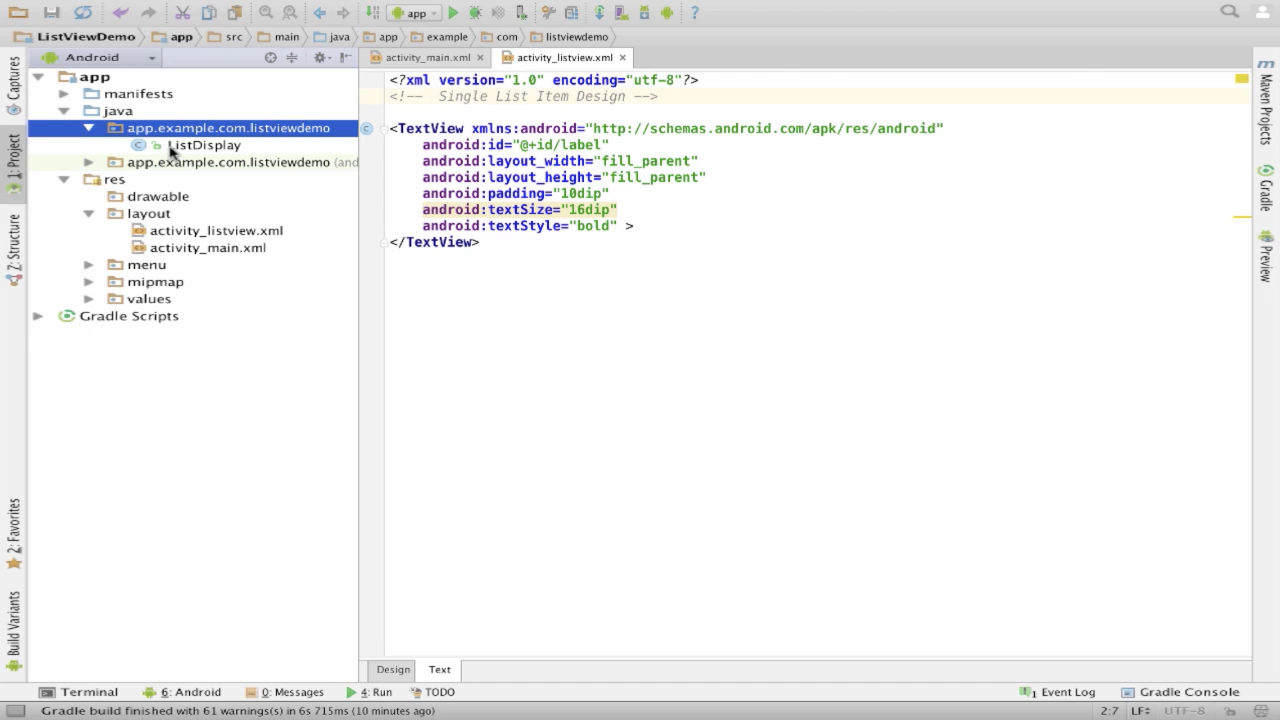 app
ListViewDemo app src main java app example com listviewdemo
Android
activity_main.xml activity_listview.xml
app
manifests
java
app.example.com.listviewdemo
ListDisplay
app.example.com.listviewdemo (and
res
drawable
layout
activity_listview.xml
activity_main.xml
menu
mipmap
values
Gradle Scripts
<?xml version="1.0" encoding="utf-8"?>
<!-- Single List Item Design -->
<TextView xmlns:android="http://schemas.android.com/apk/res/android"
android:id="@+id/label"
android:layout_width="fill_parent"
android:layout_height="fill_parent"
android:padding="10dip"
android:textSize="16dip"
android:textStyle="bold" >
</TextView>
Captures
1: Project
Z: Structure
2: Favorites
Build Variants
m Maven Projects
Gradle
Preview
Design Text
Terminal 6: Android 0: Messages 4: Run TODO 1 Event Log Gradle Console
Gradle build finished with 61 warnings(s) in 6s 715ms (10 minutes ago) 2:7 LF UTF-8